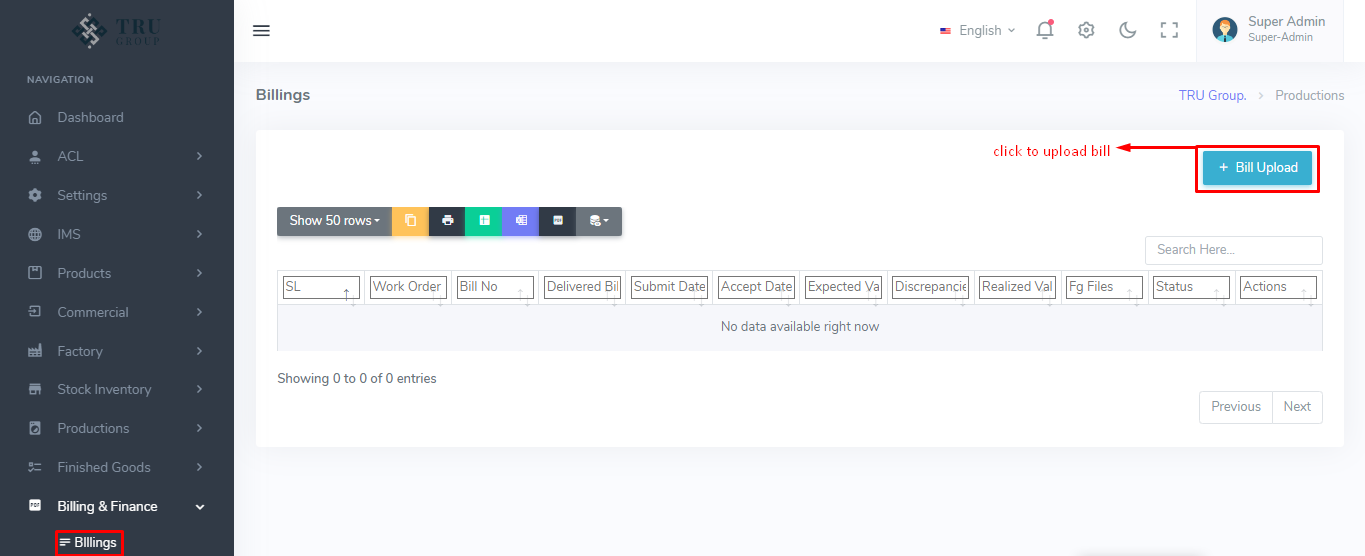 TRU
GROUP
English
Super Admin
Super-Admin
NAVIGATION
Dashboard
ACL
Settings
IMS
Products
Commercial
Factory
Stock Inventory
Productions
Finished Goods
Billing & Finance
BIllings
Billings
TRU Group. > Productions
click to upload bill
+ Bill Upload
Show 50 rows
Search Here...
SL Work Order Bill No Delivered Bil Submit Date Accept Date Expected Va Discrepancie Realized Val Fg Files Status Actions
No data available right now
Showing 0 to 0 of 0 entries
Previous Next